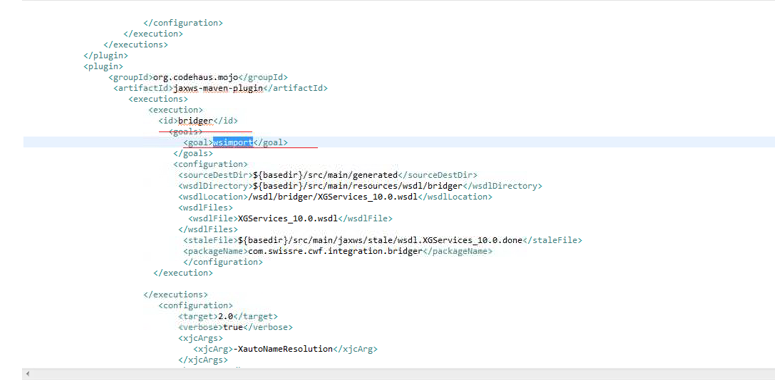 </configuration>
</execution>
</executions>
</plugin>
<plugin>
<groupId>org.codehaus.mojo</groupId>
<artifactId>jaxws-maven-plugin</artifactId>
<executions>
<execution>
<id>bridger</id>
<goals>
<goal>wsimport</goal>
</goals>
<configuration>
<sourceDestDir>${basedir}/src/main/generated</sourceDestDir>
<wsdlDirectory>${basedir}/src/main/resources/wsdl/bridger</wsdlDirectory>
<wsdlLocation>/wsdl/bridger/XGServices_10.0.wsdl</wsdlLocation>
<wsdlFiles>
<wsdlFile>XGServices_10.0.wsdl</wsdlFile>
</wsdlFiles>
<staleFile>${basedir}/src/main/jaxws/stale/wsdl.XGServices_10.0.done</staleFile>
<packageName>com.swissre.cwf.integration.bridger</packageName>
</configuration>
</execution>
</executions>
<configuration>
<target>2.0</target>
<verbose>true</verbose>
<xjcArgs>
<xjcArg>-XautoNameResolution</xjcArg>
</xjcArgs>